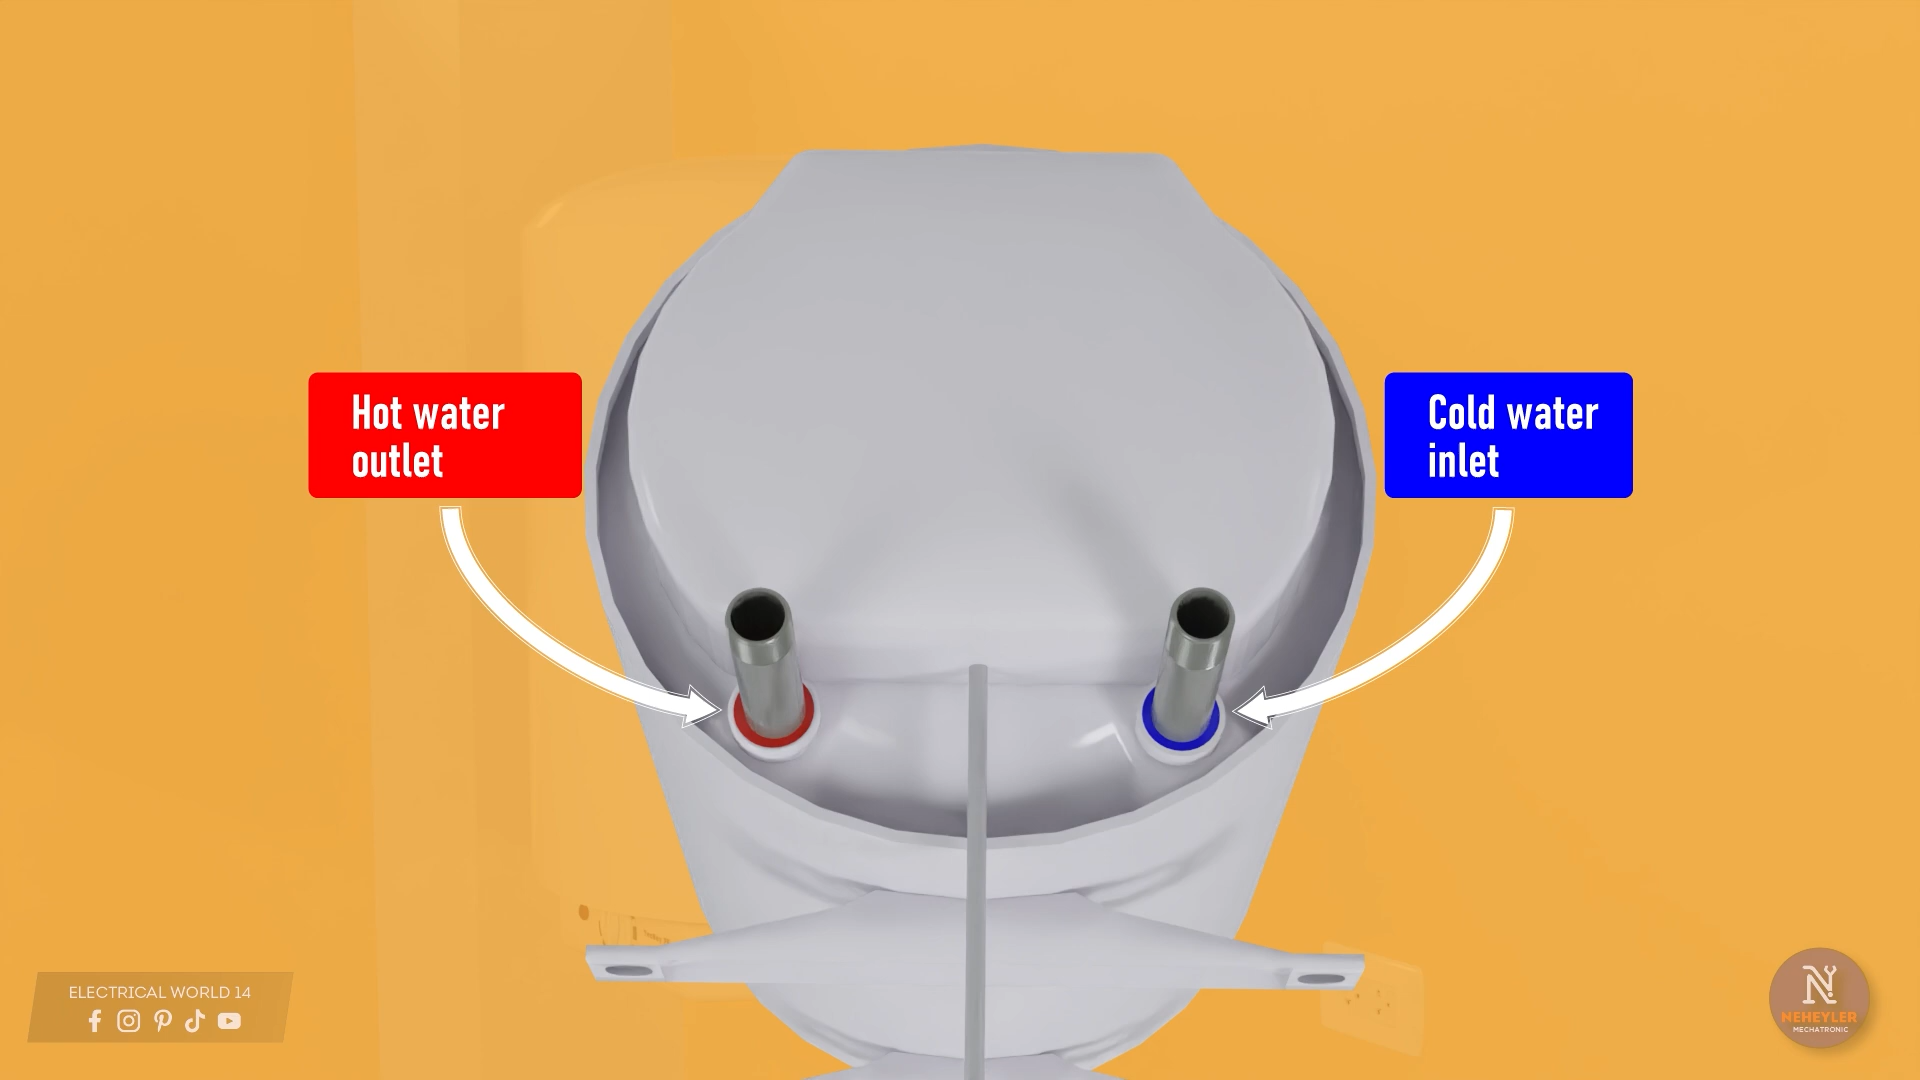 Hot water
outlet
Cold water
inlet
ELECTRICAL WORLD 14
NEHEYLER
MECHATRONIC